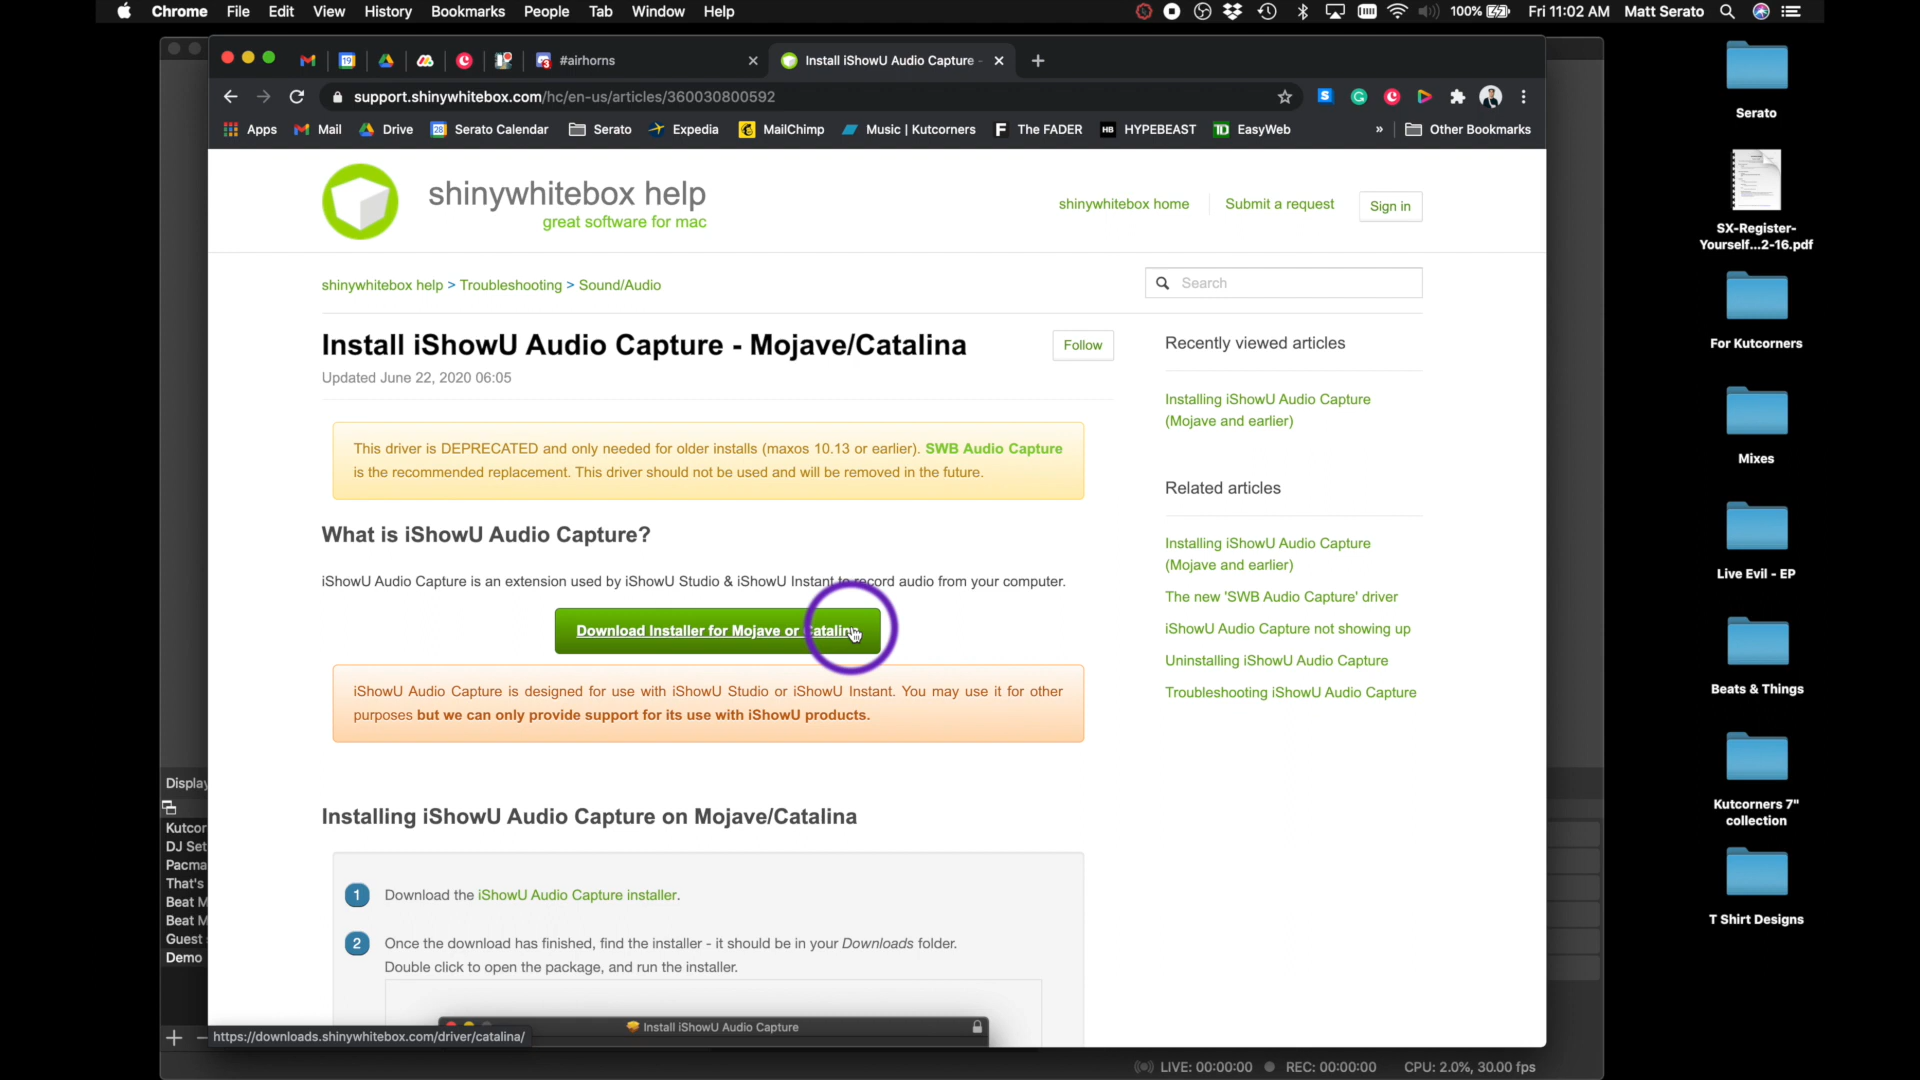 Chrome File Edit View History Bookmarks People Tab Window Help 100% Fri 11:02 AM Matt Serato
19 3 #airhorns Install iShowU Audio Capture -
support.shinywhitebox.com/hc/en-us/articles/360030800592
Apps Mail Drive 28 Serato Calendar Serato Expedia MailChimp Music | Kutcorners F The FADER HB HYPEBEAST TD EasyWeb » Other Bookmarks
shinywhitebox help
great software for mac
shinywhitebox home Submit a request Sign in
shinywhitebox help > Troubleshooting > Sound/Audio
Search
Install iShowU Audio Capture - Mojave/Catalina
Follow
Updated June 22, 2020 06:05
This driver is DEPRECATED and only needed for older installs (maxos 10.13 or earlier). SWB Audio Capture
is the recommended replacement. This driver should not be used and will be removed in the future.
What is iShowU Audio Capture?
iShowU Audio Capture is an extension used by iShowU Studio & iShowU Instant to record audio from your computer.
Download Installer for Mojave or Catalina
iShowU Audio Capture is designed for use with iShowU Studio or iShowU Instant. You may use it for other
purposes but we can only provide support for its use with iShowU products.
Installing iShowU Audio Capture on Mojave/Catalina
1 Download the iShowU Audio Capture installer.
2 Once the download has finished, find the installer - it should be in your Downloads folder.
Double click to open the package, and run the installer.
Install iShowU Audio Capture
https://downloads.shinywhitebox.com/driver/catalina/
Recently viewed articles
Installing iShowU Audio Capture
(Mojave and earlier)
Related articles
Installing iShowU Audio Capture
(Mojave and earlier)
The new 'SWB Audio Capture' driver
iShowU Audio Capture not showing up
Uninstalling iShowU Audio Capture
Troubleshooting iShowU Audio Capture
Display
Kutcor
DJ Set
Pacma
That's
Beat M
Beat M
Guest
Demo
LIVE: 00:00:00 REC: 00:00:00 CPU: 2.0%, 30.00 fps
Serato
SX-Register-
Yourself...2-16.pdf
For Kutcorners
Mixes
Live Evil - EP
Beats & Things
Kutcorners 7"
collection
T Shirt Designs